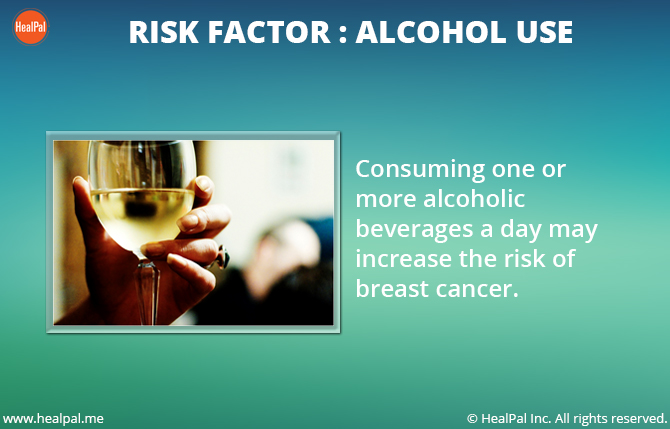 HealPal
RISK FACTOR : ALCOHOL USE
Consuming one or
more alcoholic
beverages a day may
increase the risk of
breast cancer.
www.healpal.me
© HealPal Inc. All rights reserved.